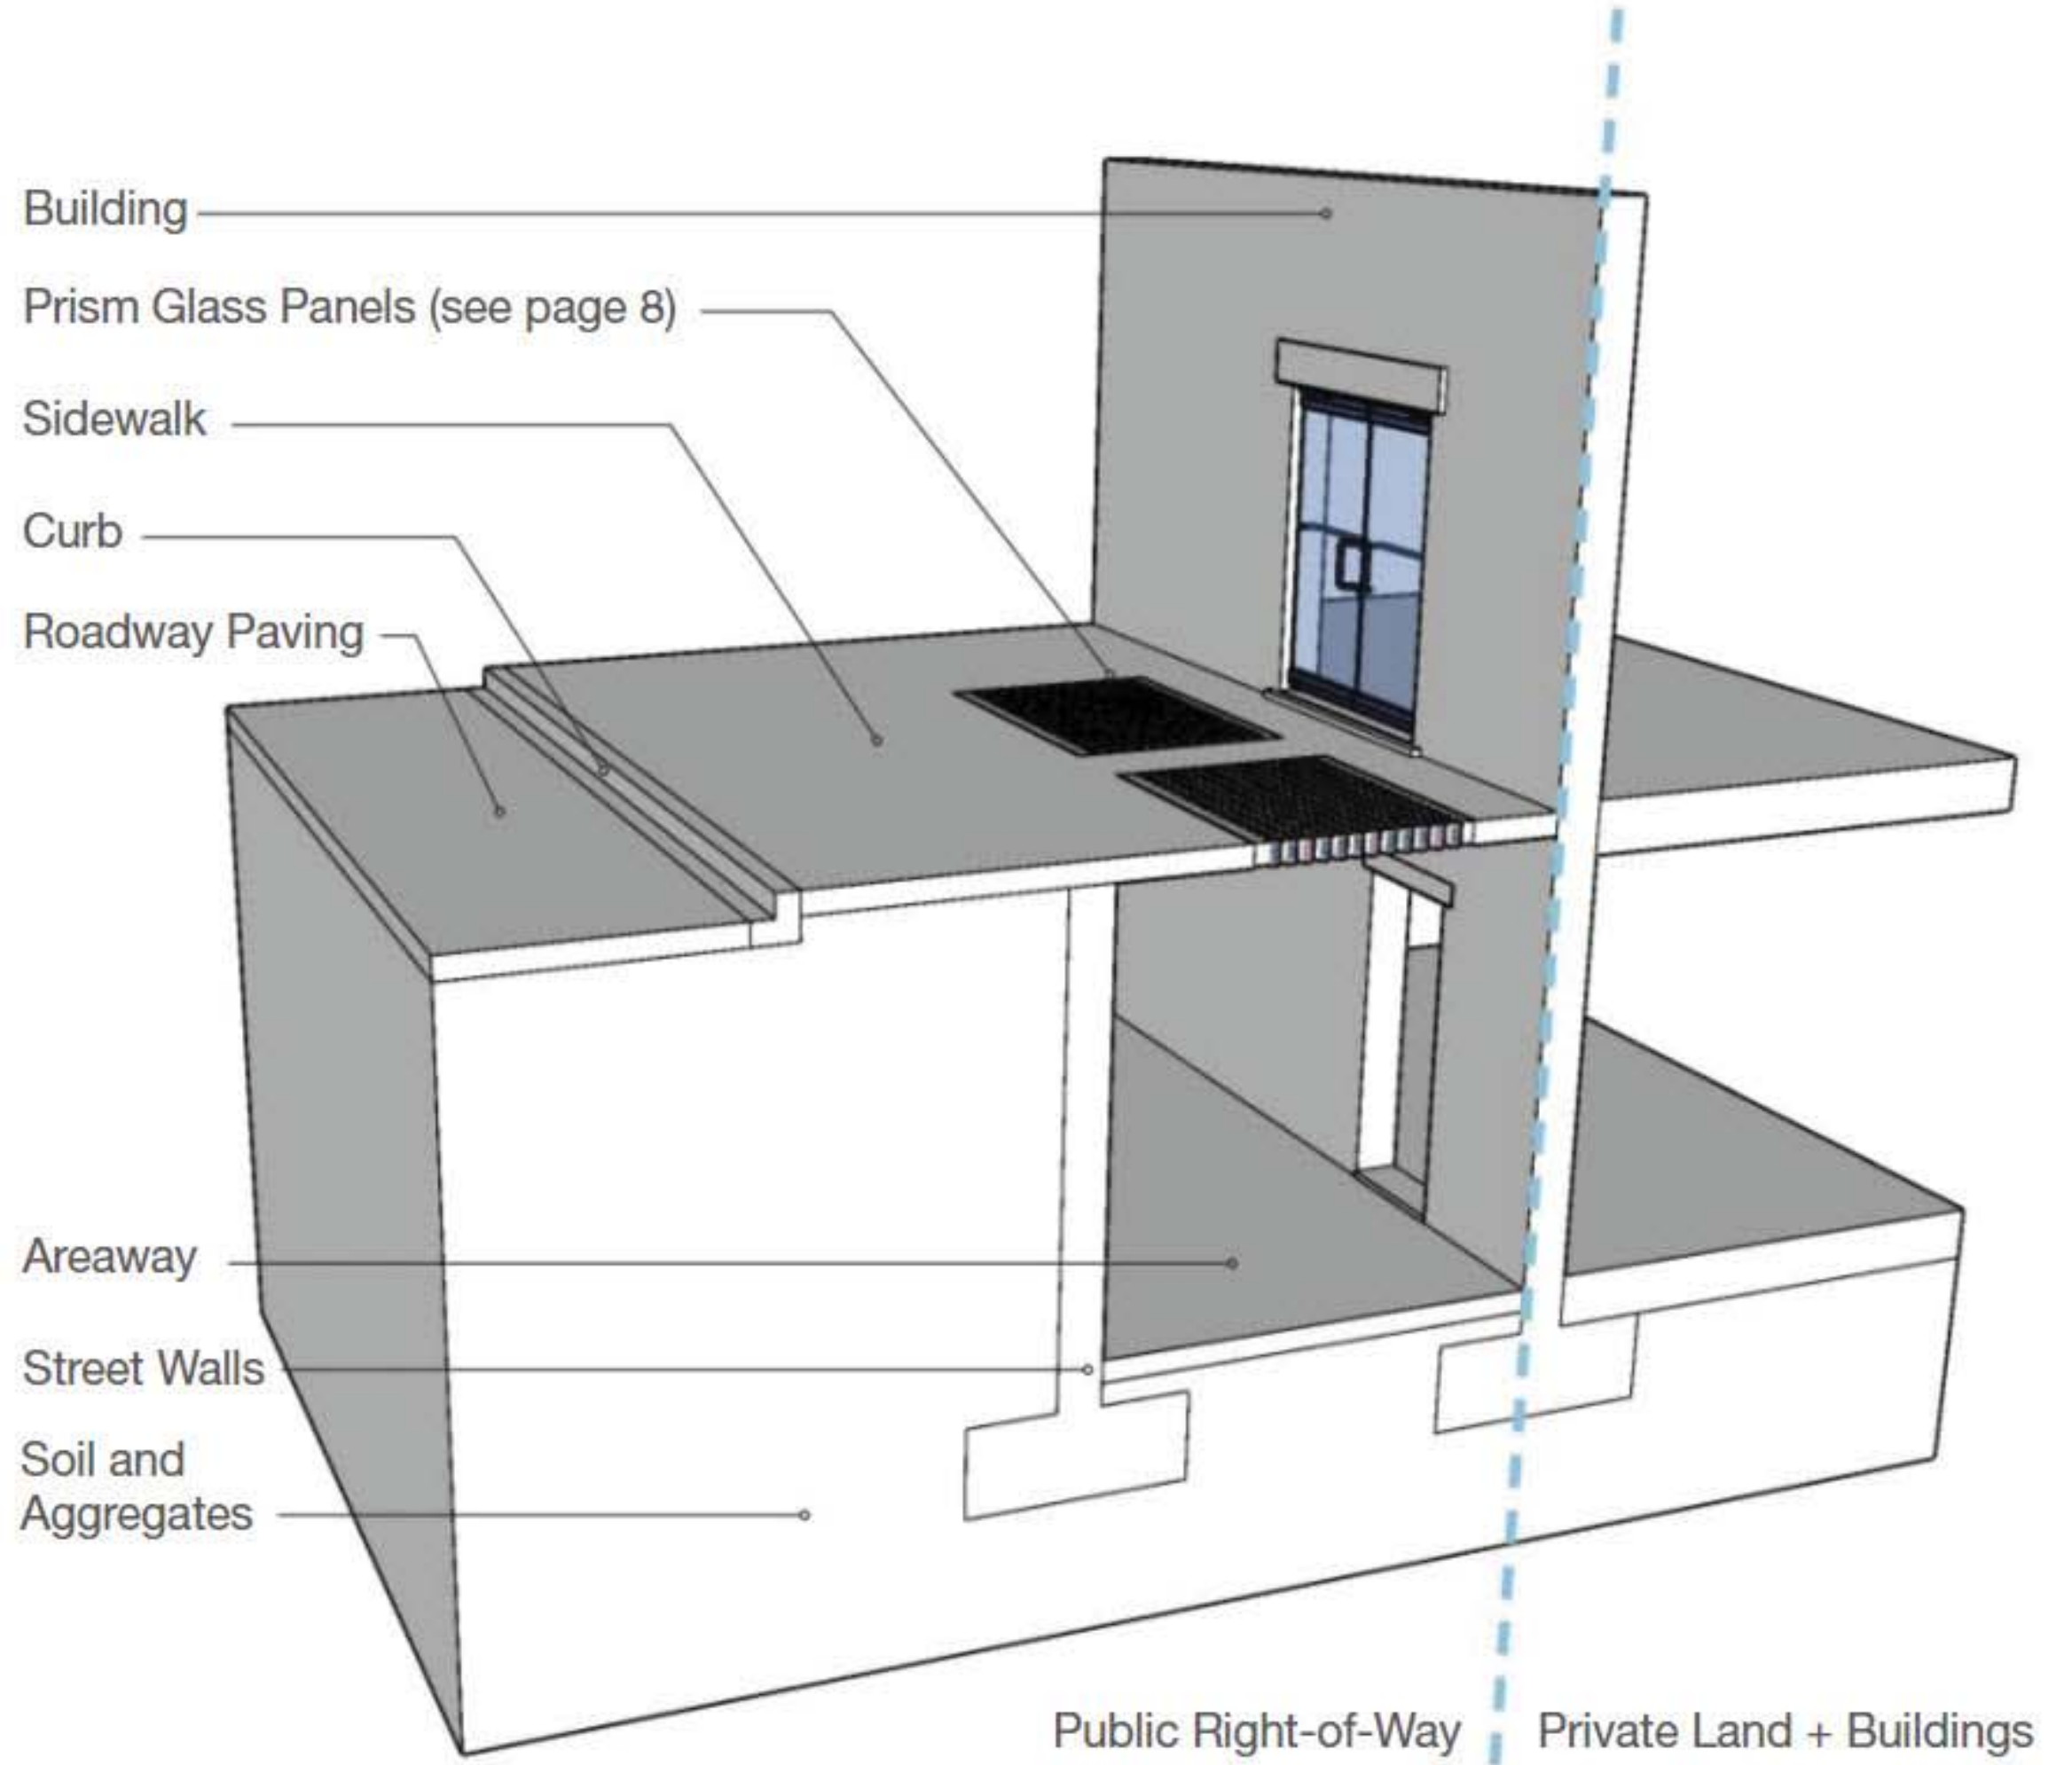 Building
Prism Glass Panels (see page 8)
Sidewalk
Curb
Roadway Paving
Areaway
Street Walls
Soil and
Aggregates
Public Right-of-Way
Private Land + Buildings